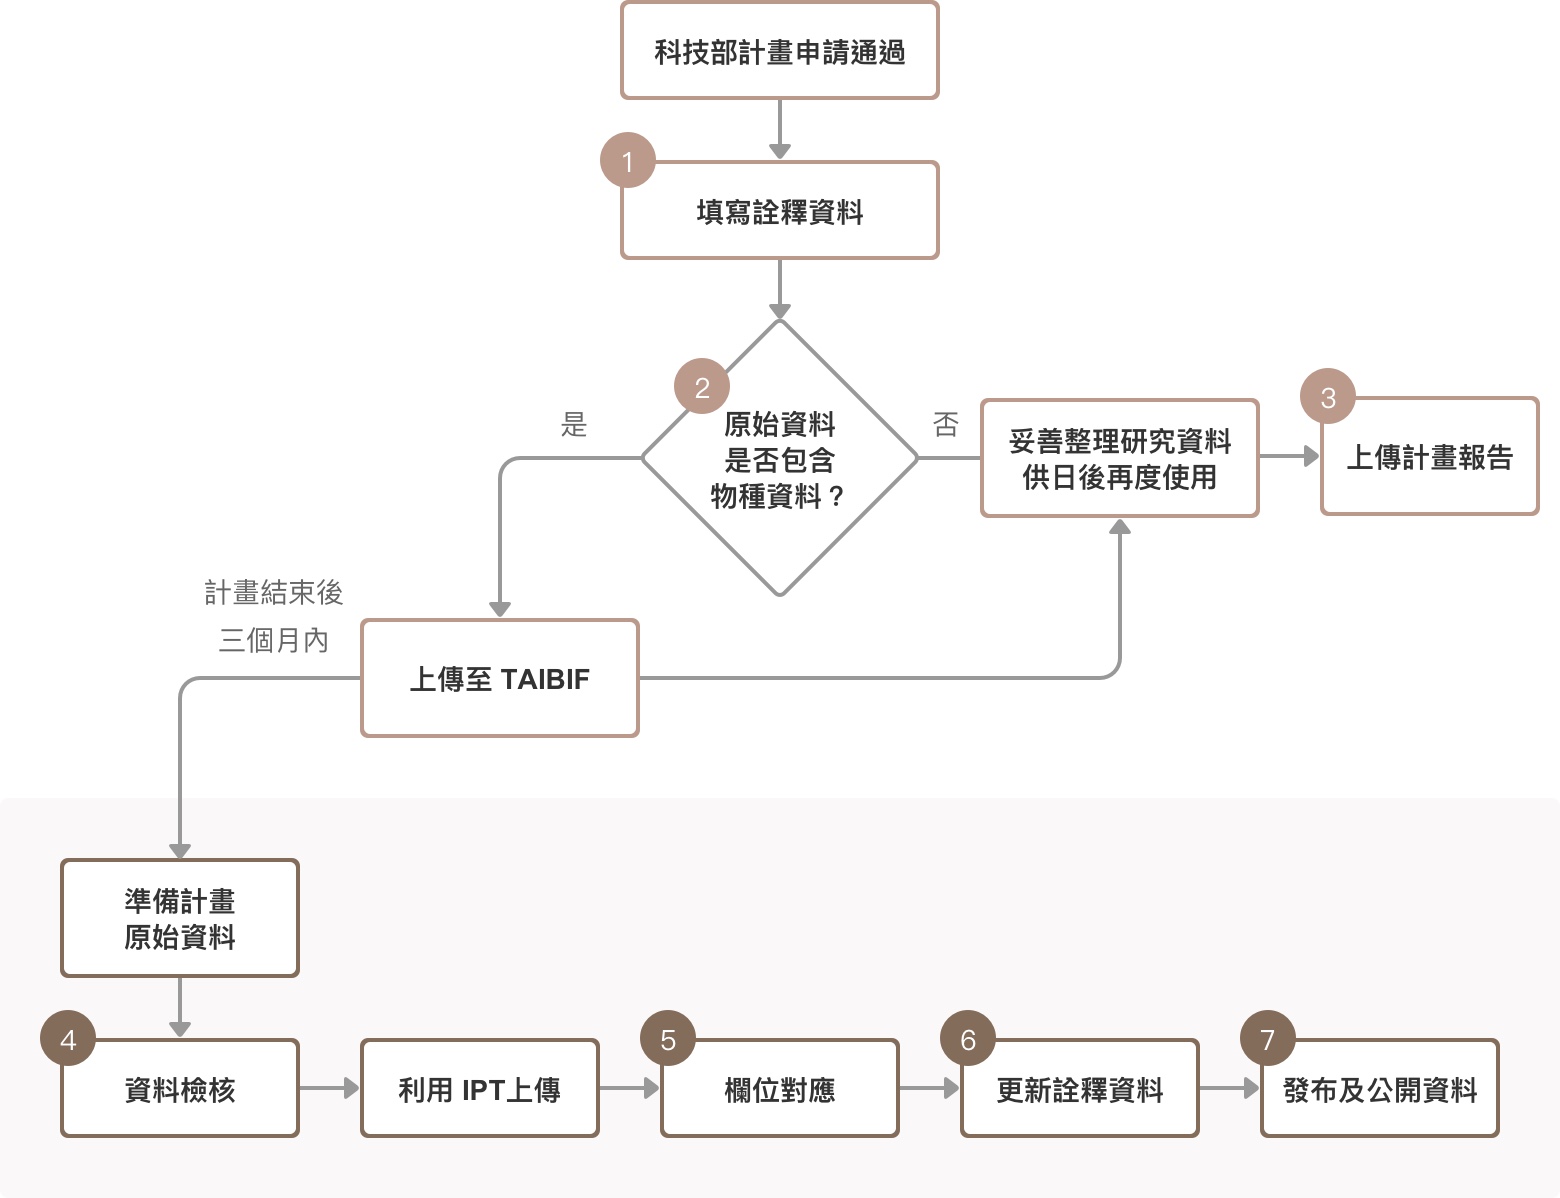 科技部計畫申請通過
1
填寫詮釋資料
2
原始資料
是否包含
物種資料？
是
否
妥善整理研究資料
供日後再度使用
3
上傳計畫報告
計畫結束後
三個月內
上傳至 TAIBIF
準備計畫
原始資料
4
資料檢核
利用 IPT上傳
5
欄位對應
6
更新詮釋資料
7
發布及公開資料